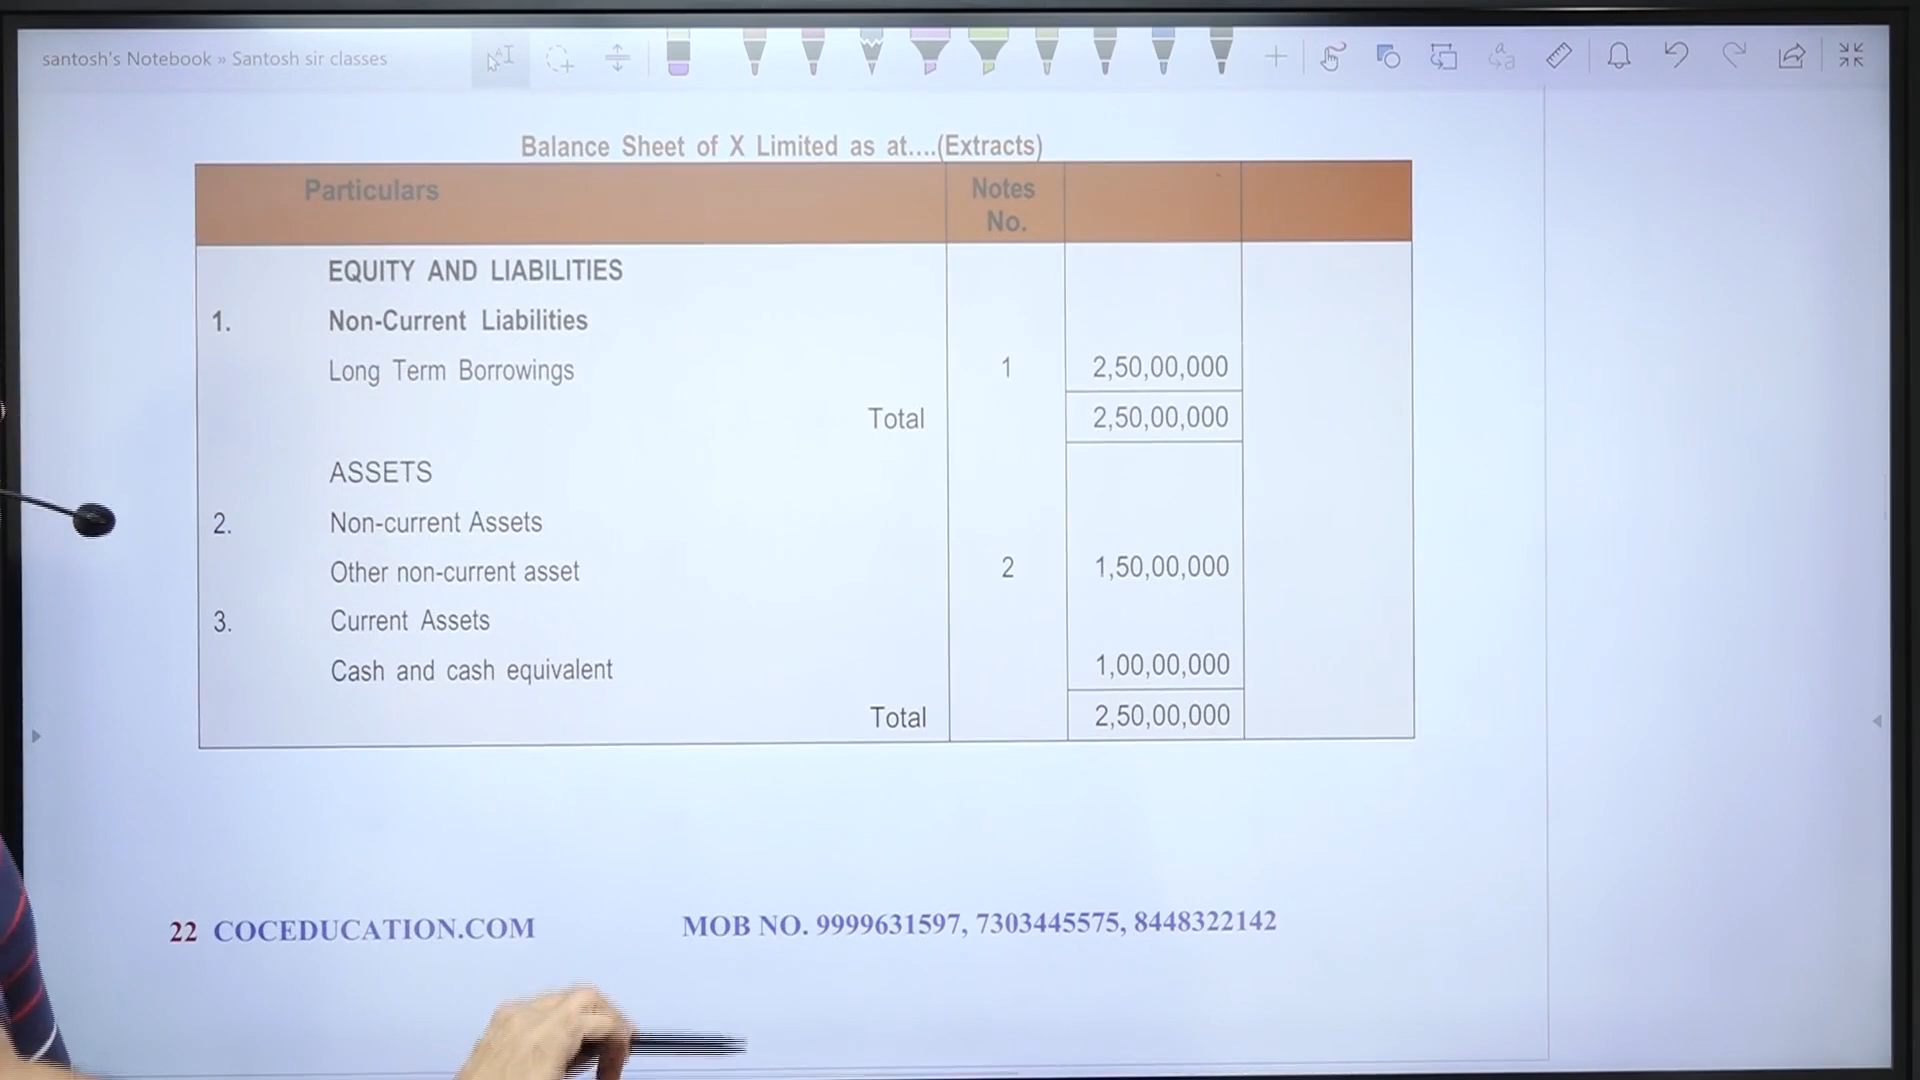 santosh's Notebook » Santosh sir classes
Balance Sheet of X Limited as at....(Extracts)
Particulars Notes No.
EQUITY AND LIABILITIES
1. Non-Current Liabilities
Long Term Borrowings 1 2,50,00,000
Total 2,50,00,000
ASSETS
2. Non-current Assets
Other non-current asset 2 1,50,00,000
3. Current Assets
Cash and cash equivalent 1,00,00,000
Total 2,50,00,000
22 COCEDUCATION.COM MOB NO. 9999631597, 7303445575, 8448322142